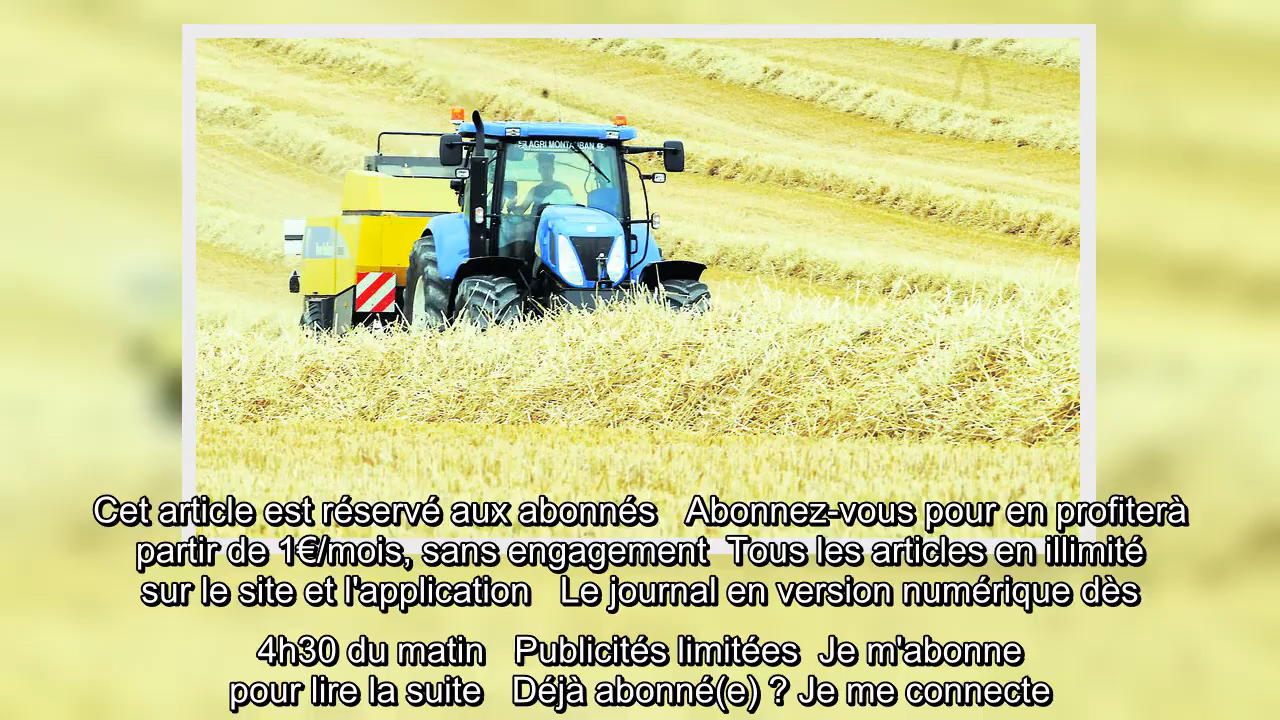 AGRI MONTAUBAN
Cet article est réservé aux abonnés Abonnez-vous pour en profiterà
partir de 1€/mois, sans engagement Tous les articles en illimité
sur le site et l'application Le journal en version numérique dès
4h30 du matin Publicités limitées Je m'abonne
pour lire la suite Déjà abonné(e) ? Je me connecte